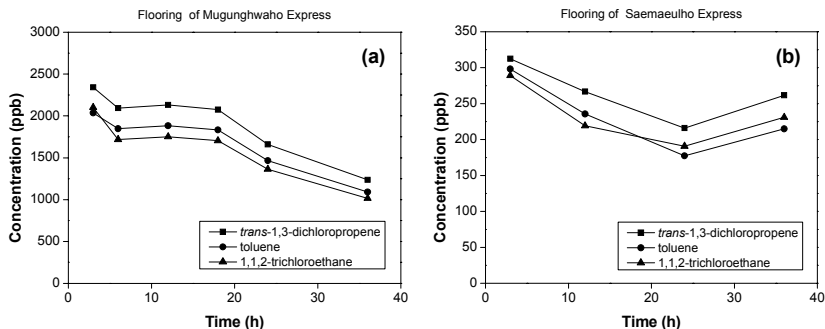 Flooring of Mugunghwaho Express
(a)
Concentration (ppb)
3000
2500
2000
1500
1000
500
0
0 10 20 30 40
Time (h)
trans-1,3-dichloropropene
toluene
1,1,2-trichloroethane
Flooring of Saemaeulho Express
(b)
Concentration (ppb)
350
300
250
200
150
100
50
0
0 10 20 30 40
Time (h)
trans-1,3-dichloropropene
toluene
1,1,2-trichloroethane